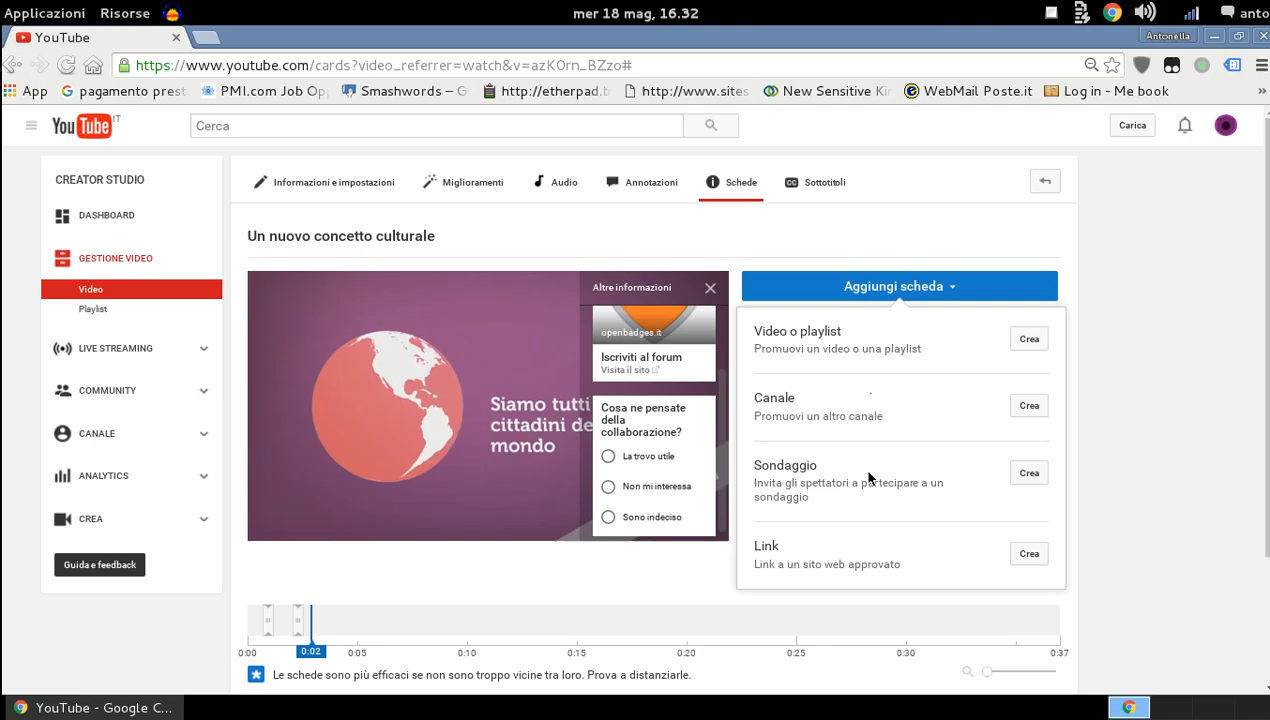 Applicazioni Risorse mer 18 mag, 16.32 anto
YouTube Antonella
https://www.youtube.com/cards?video_referrer=watch&v=azK0rn_BZzo#
App pagamento prest PMI.com Job Op Smashwords – G http://etherpad.b http://www.sites New Sensitive Ki WebMail Poste.it Log in - Me book
YouTube IT Cerca Carica
CREATOR STUDIO
DASHBOARD
GESTIONE VIDEO
Video
Playlist
LIVE STREAMING
COMMUNITY
CANALE
ANALYTICS
CREA
Guida e feedback
Informazioni e impostazioni Miglioramenti Audio Annotazioni Schede CC Sottotitoli
Un nuovo concetto culturale
Siamo tutti
cittadini de
mondo
Altre informazioni
openbadges.it
Iscriviti al forum
Visita il sito
Cosa ne pensate
della
collaborazione?
La trovo utile
Non mi interessa
Sono indeciso
Aggiungi scheda
Video o playlist
Promuovi un video o una playlist
Crea
Canale
Promuovi un altro canale
Crea
Sondaggio
Invita gli spettatori a partecipare a un
sondaggio
Crea
Link
Link a un sito web approvato
Crea
0:00 0:02 0:05 0:10 0:15 0:20 0:25 0:30 0:37
Le schede sono più efficaci se non sono troppo vicine tra loro. Prova a distanziarle.
YouTube - Google C...